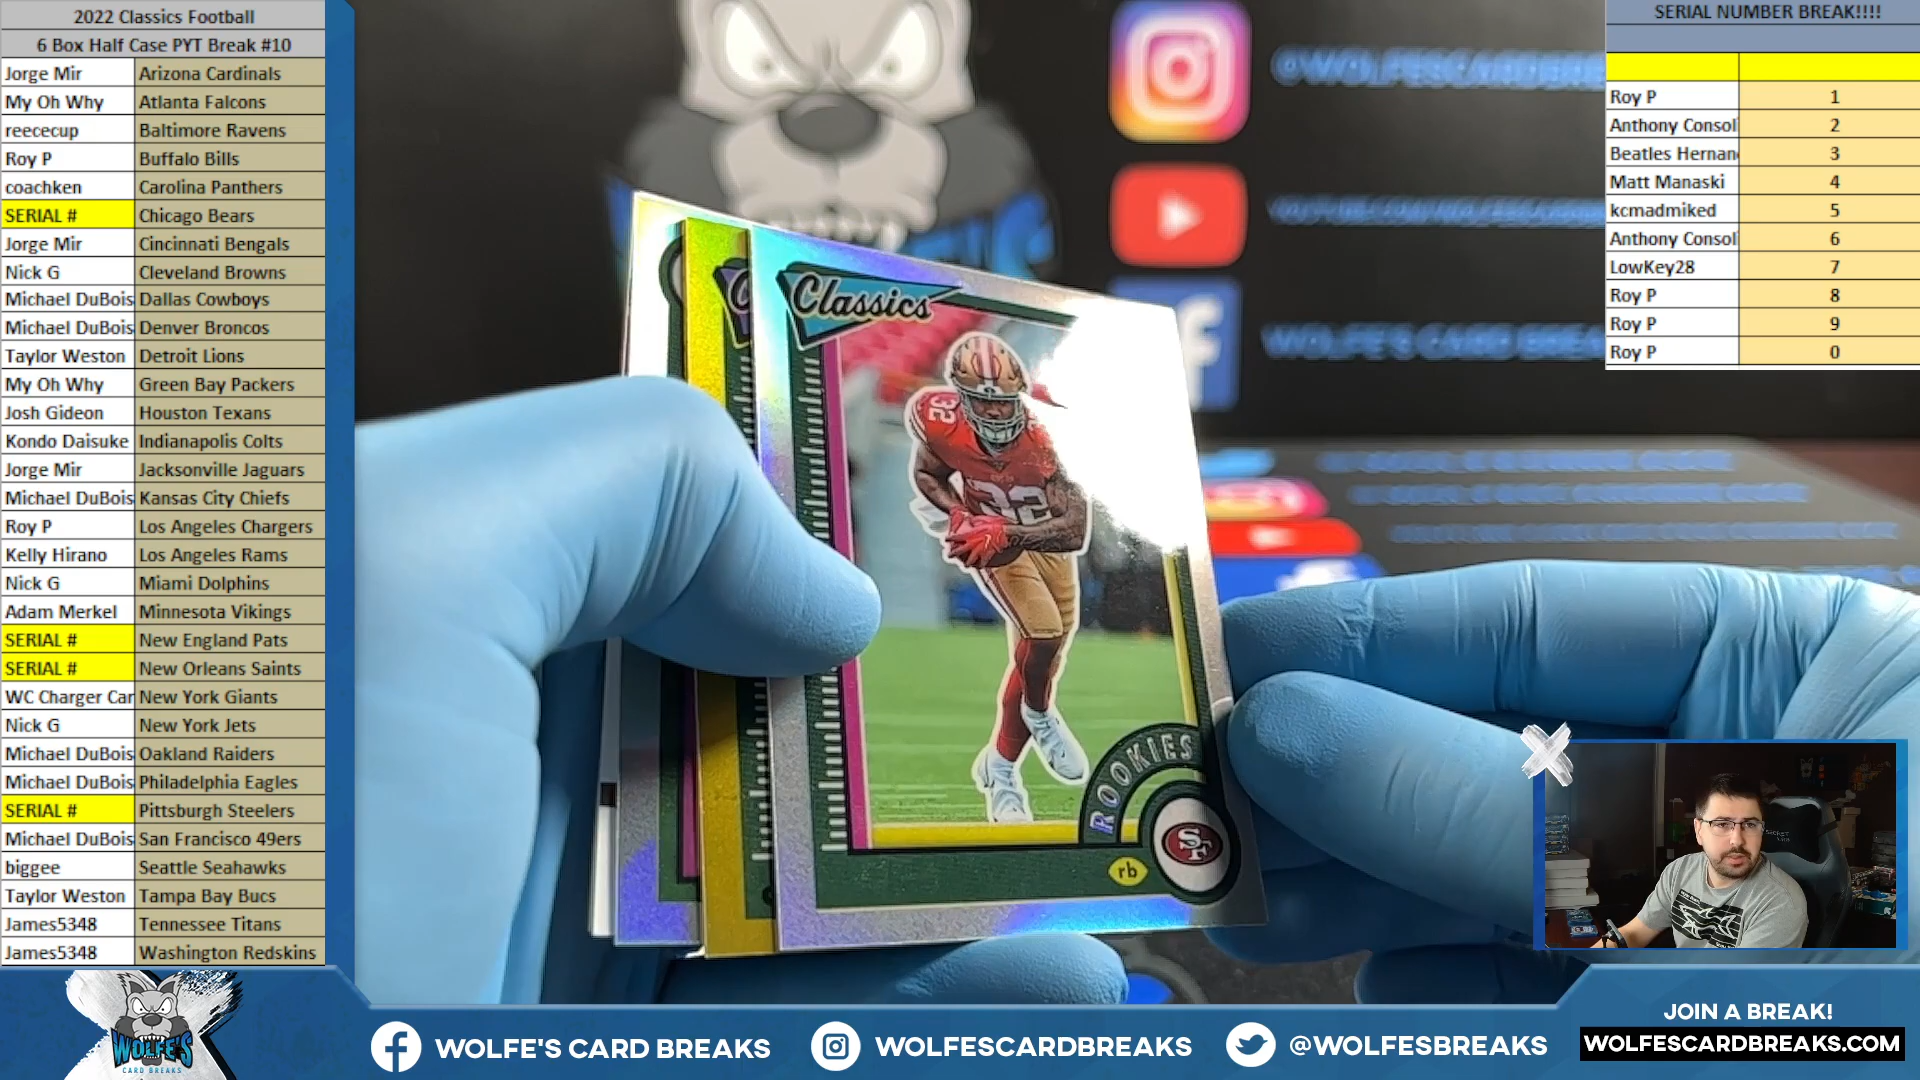 2022 Classics Football
6 Box Half Case PYT Break #10
Jorge Mir Arizona Cardinals
My Oh Why Atlanta Falcons
reececup Baltimore Ravens
Roy P Buffalo Bills
coachken Carolina Panthers
SERIAL # Chicago Bears
Jorge Mir Cincinnati Bengals
Nick G Cleveland Browns
Michael DuBois Dallas Cowboys
Michael DuBois Denver Broncos
Taylor Weston Detroit Lions
My Oh Why Green Bay Packers
Josh Gideon Houston Texans
Kondo Daisuke Indianapolis Colts
Jorge Mir Jacksonville Jaguars
Michael DuBois Kansas City Chiefs
Roy P Los Angeles Chargers
Kelly Hirano Los Angeles Rams
Nick G Miami Dolphins
Adam Merkel Minnesota Vikings
SERIAL # New England Pats
SERIAL # New Orleans Saints
WC Charger Car New York Giants
Nick G New York Jets
Michael DuBois Oakland Raiders
Michael DuBois Philadelphia Eagles
SERIAL # Pittsburgh Steelers
Michael DuBois San Francisco 49ers
biggee Seattle Seahawks
Taylor Weston Tampa Bay Bucs
James5348 Tennessee Titans
James5348 Washington Redskins
SERIAL NUMBER BREAK!!!!
Roy P 1
Anthony Consol 2
Beatles Hernan 3
Matt Manaski 4
kcmadmiked 5
Anthony Consol 6
LowKey28 7
Roy P 8
Roy P 9
Roy P 0
@WOLFESCARDBREA
WOLFE'S CARD BREA
Classics
32
32
ROOKIES
SF
rb
WOLFE'S
CARD BREAKS
WOLFE'S CARD BREAKS
WOLFESCARDBREAKS
@WOLFESBREAKS
JOIN A BREAK!
WOLFESCARDBREAKS.COM